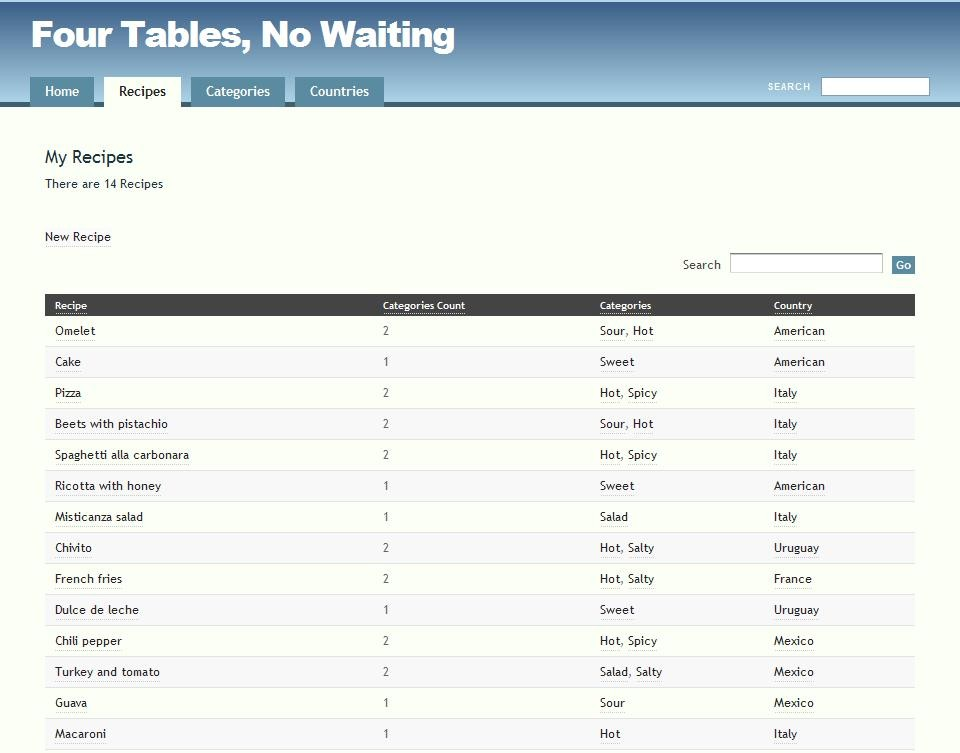 Four Tables, No Waiting
Home Recipes Categories Countries SEARCH
My Recipes
There are 14 Recipes
New Recipe
Search Go
Recipe Categories Count Categories Country
Omelet 2 Sour, Hot American
Cake 1 Sweet American
Pizza 2 Hot, Spicy Italy
Beets with pistachio 2 Sour, Hot Italy
Spaghetti alla carbonara 2 Hot, Spicy Italy
Ricotta with honey 1 Sweet American
Misticanza salad 1 Salad Italy
Chivito 2 Hot, Salty Uruguay
French fries 2 Hot, Salty France
Dulce de leche 1 Sweet Uruguay
Chili pepper 2 Hot, Spicy Mexico
Turkey and tomato 2 Salad, Salty Mexico
Guava 1 Sour Mexico
Macaroni 1 Hot Italy